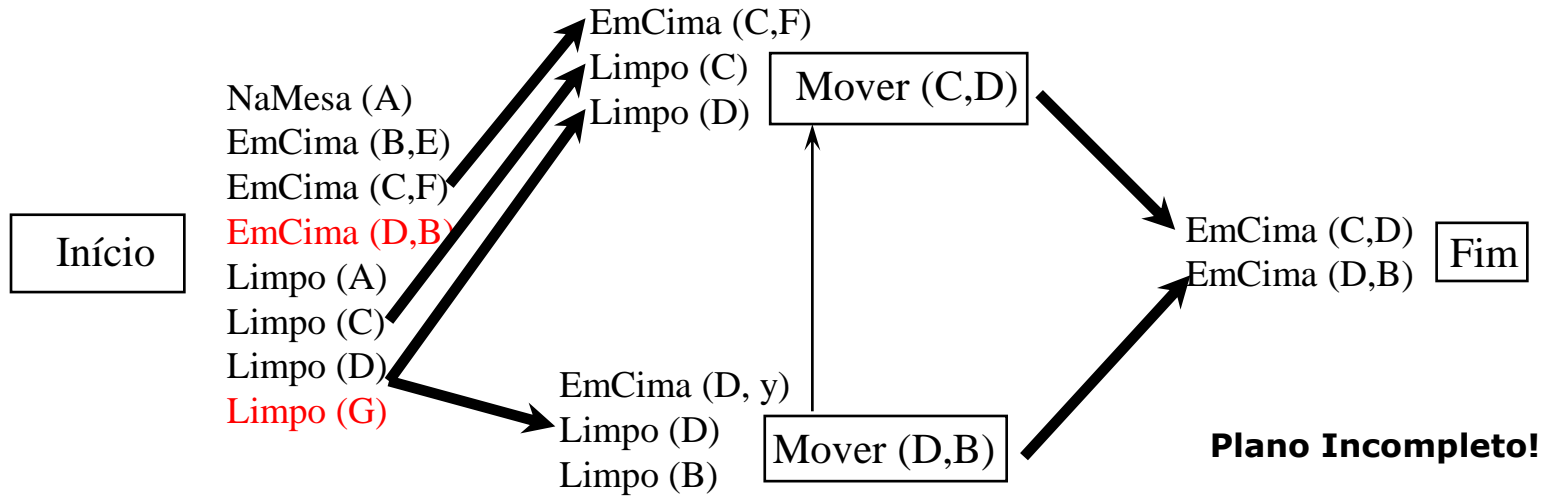 Início
NaMesa (A)
EmCima (B,E)
EmCima (C,F)
EmCima (D,B)
Limpo (A)
Limpo (C)
Limpo (D)
Limpo (G)
EmCima (C,F)
Limpo (C)
Limpo (D)
Mover (C,D)
EmCima (D, y)
Limpo (D)
Limpo (B)
Mover (D,B)
EmCima (C,D)
EmCima (D,B)
Fim
Plano Incompleto!